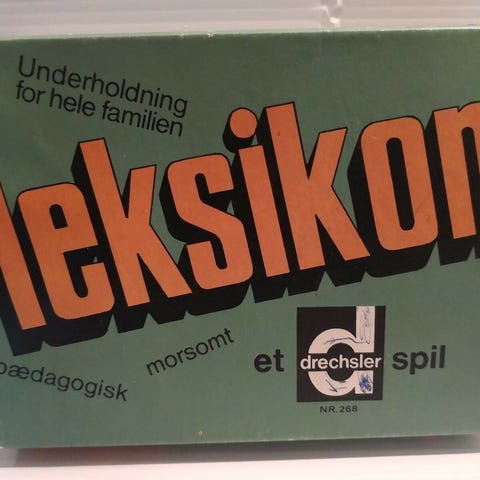 Underholdning
for hele familien
leksikon
pædagogisk
morsomt
et drechsler spil
NR. 268